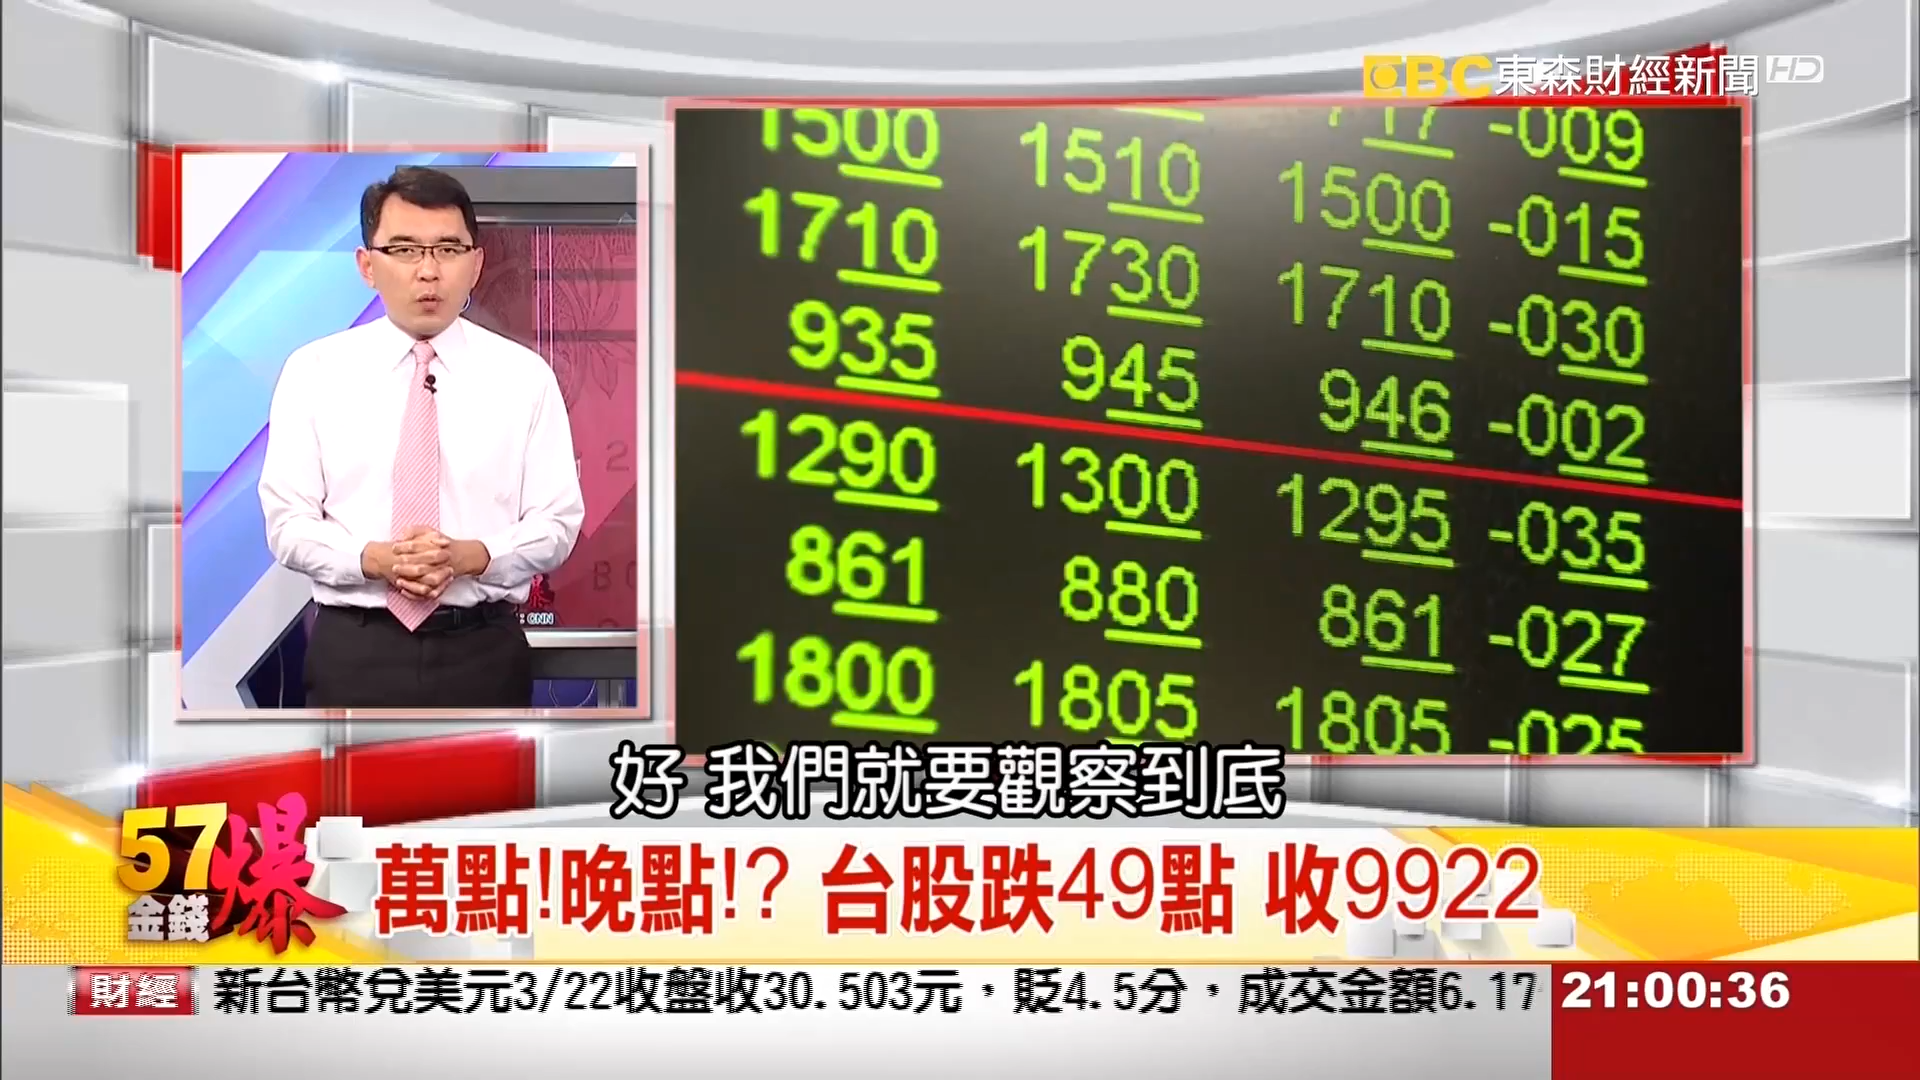 EBC東森財經新聞HD
717 -009
1500 1510 1500 -015
1710 1730 1710 -030
935 945 946 -002
1290 1300 1295 -035
861 880 861 -027
1800 1805 1805 -025
: CNN
好 我們就要觀察到底
57金錢爆
萬點!晚點!? 台股跌49點 收9922
財經 新台幣兌美元3/22收盤收30.503元，貶4.5分，成交金額6.17
21:00:36